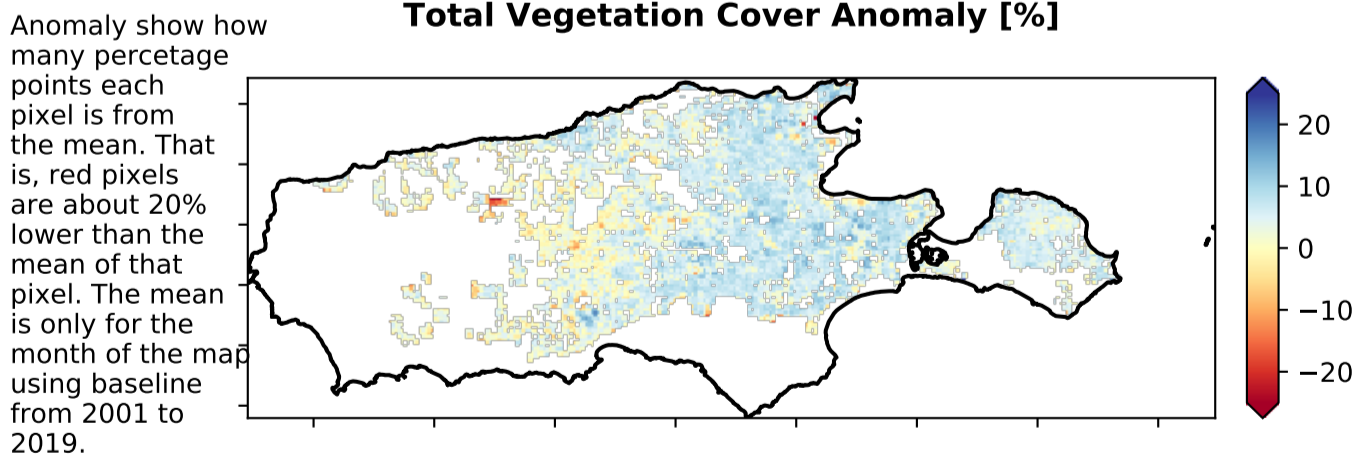 Total Vegetation Cover Anomaly [%]
Anomaly show how
many percetage
points each
pixel is from
the mean. That
is, red pixels
are about 20%
lower than the
mean of that
pixel. The mean
is only for the
month of the map
using baseline
from 2001 to
2019.
20
10
0
−10
−20